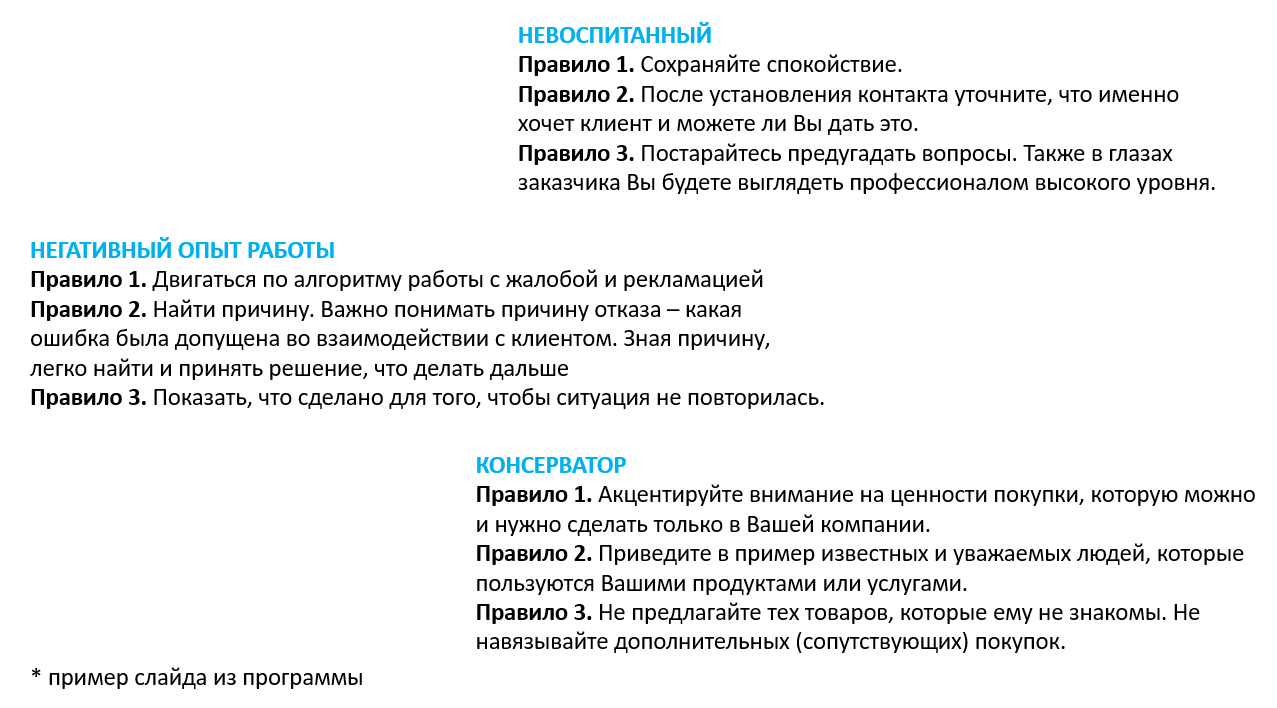 НЕВОСПИТАННЫЙ
Правило 1. Сохраняйте спокойствие.
Правило 2. После установления контакта уточните, что именно
хочет клиент и можете ли Вы дать это.
Правило 3. Постарайтесь предугадать вопросы. Также в глазах
заказчика Вы будете выглядеть профессионалом высокого уровня.
НЕГАТИВНЫЙ ОПЫТ РАБОТЫ
Правило 1. Двигаться по алгоритму работы с жалобой и рекламацией
Правило 2. Найти причину. Важно понимать причину отказа – какая
ошибка была допущена во взаимодействии с клиентом. Зная причину,
легко найти и принять решение, что делать дальше
Правило 3. Показать, что сделано для того, чтобы ситуация не повторилась.
КОНСЕРВАТОР
Правило 1. Акцентируйте внимание на ценности покупки, которую можно
и нужно сделать только в Вашей компании.
Правило 2. Приведите в пример известных и уважаемых людей, которые
пользуются Вашими продуктами или услугами.
Правило 3. Не предлагайте тех товаров, которые ему не знакомы. Не
навязывайте дополнительных (сопутствующих) покупок.
* пример слайда из программы